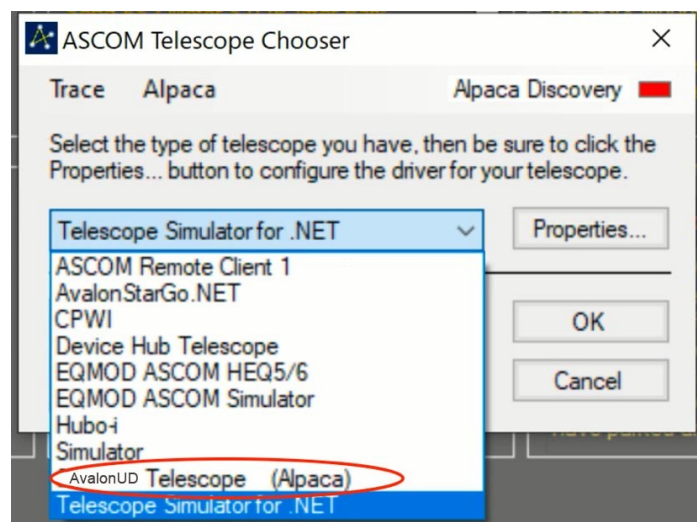 ASCOM Telescope Chooser
Trace Alpaca Alpaca Discovery
Select the type of telescope you have, then be sure to click the
Properties... button to configure the driver for your telescope.
Telescope Simulator for .NET
Properties...
ASCOM Remote Client 1
AvalonStarGo.NET
CPWI
Device Hub Telescope
EQMOD ASCOM HEQ5/6
EQMOD ASCOM Simulator
Hubo-i
Simulator
AvalonUD Telescope (Alpaca)
Telescope Simulator for .NET
OK
Cancel